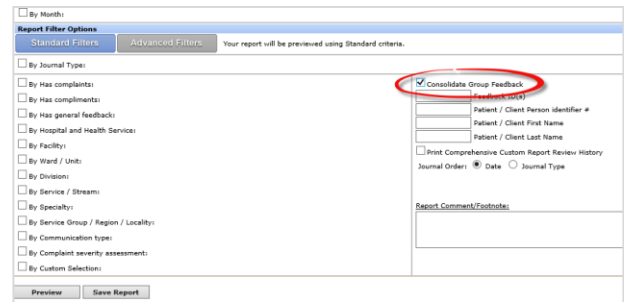 By Month:
Report Filter Options
Standard Filters Advanced Filters Your report will be previewed using Standard criteria.
By Journal Type:
By Has complaints:
By Has compliments:
By Has general feedback:
By Hospital and Health Service:
By Facility:
By Ward / Unit:
By Division:
By Service / Stream:
By Specialty:
By Service Group / Region / Locality:
By Communication type:
By Complaint severity assessment:
By Custom Selection:
Consolidate Group Feedback
Feedback ID(s)
Patient / Client Person identifier #
Patient / Client First Name
Patient / Client Last Name
Print Comprehensive Custom Report Review History
Journal Order: Date Journal Type
Report Comment/Footnote:
Preview Save Report